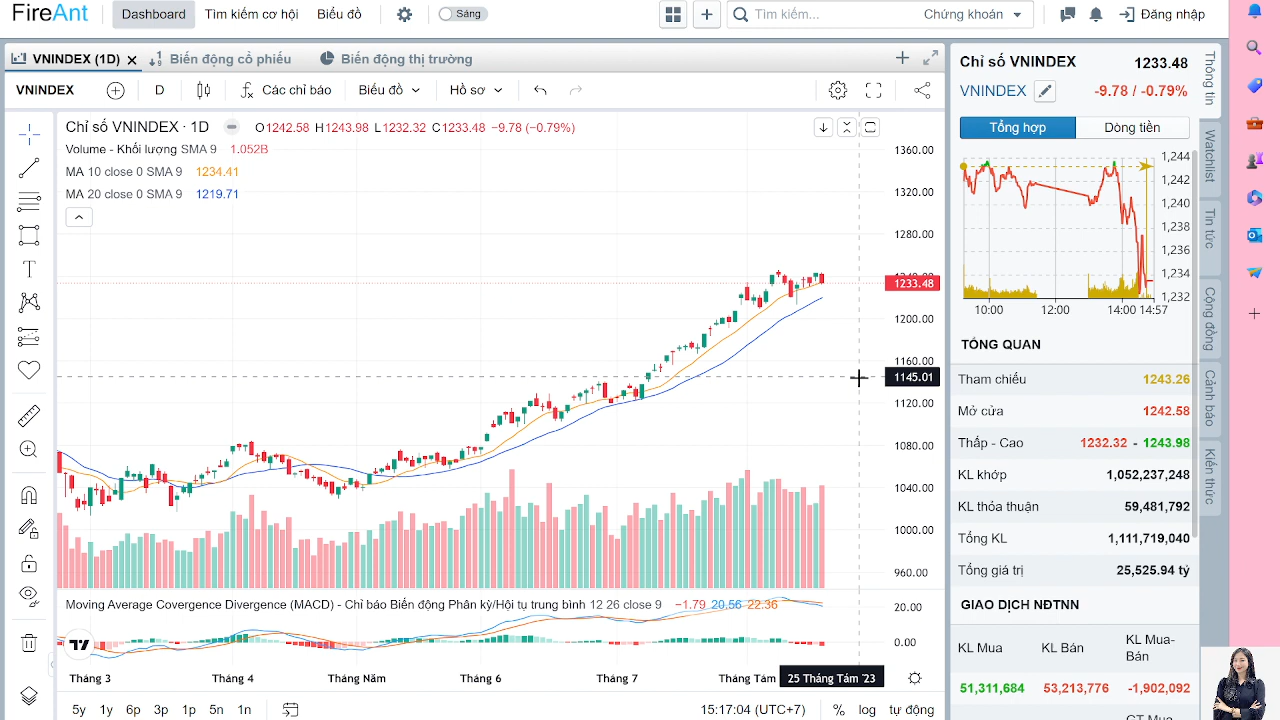 FireAnt
Dashboard
Tìm kiếm cơ hội
Biểu đồ
Sáng
Tìm kiếm...
Chứng khoán
Đăng nhập
VNINDEX (1D)
Biến động cổ phiếu
Biến động thị trường
VNINDEX
D
Các chỉ báo
Biểu đồ
Hồ sơ
Chỉ số VNINDEX · 1D
O1242.58 H1243.98 L1232.32 C1233.48 −9.78 (−0.79%)
Volume - Khối lượng SMA 9 1.052B
MA 10 close 0 SMA 9 1234.41
MA 20 close 0 SMA 9 1219.71
1360.00
1320.00
1280.00
1240.00
1233.48
1200.00
1160.00
1145.01
1120.00
1080.00
1040.00
1000.00
960.00
Moving Average Covergence Divergence (MACD) - Chỉ báo Biến động Phân kỳ/Hội tụ trung bình 12 26 close 9 −1.79 20.56 22.36
20.00
0.00
Tháng 3
Tháng 4
Tháng Năm
Tháng 6
Tháng 7
Tháng Tám
25 Tháng Tám '23
5y 1y 6p 3p 1p 5n 1n
15:17:04 (UTC+7)
% log tự động
Chỉ số VNINDEX 1233.48
VNINDEX -9.78 / -0.79%
Tổng hợp
Dòng tiền
1,244
1,242
1,240
1,238
1,236
1,234
1,232
10:00 12:00 14:00 14:57
TỔNG QUAN
Tham chiếu 1243.26
Mở cửa 1242.58
Thấp - Cao 1232.32 - 1243.98
KL khớp 1,052,237,248
KL thỏa thuận 59,481,792
Tổng KL 1,111,719,040
Tổng giá trị 25,525.94 tỷ
GIAO DỊCH NĐTNN
KL Mua
KL Bán
KL Mua-
Bán
51,311,684 53,213,776 -1,902,092
GT Mua-
Thông tin
Watchlist
Tin tức
Cộng đồng
Cảnh báo
Kiến thức